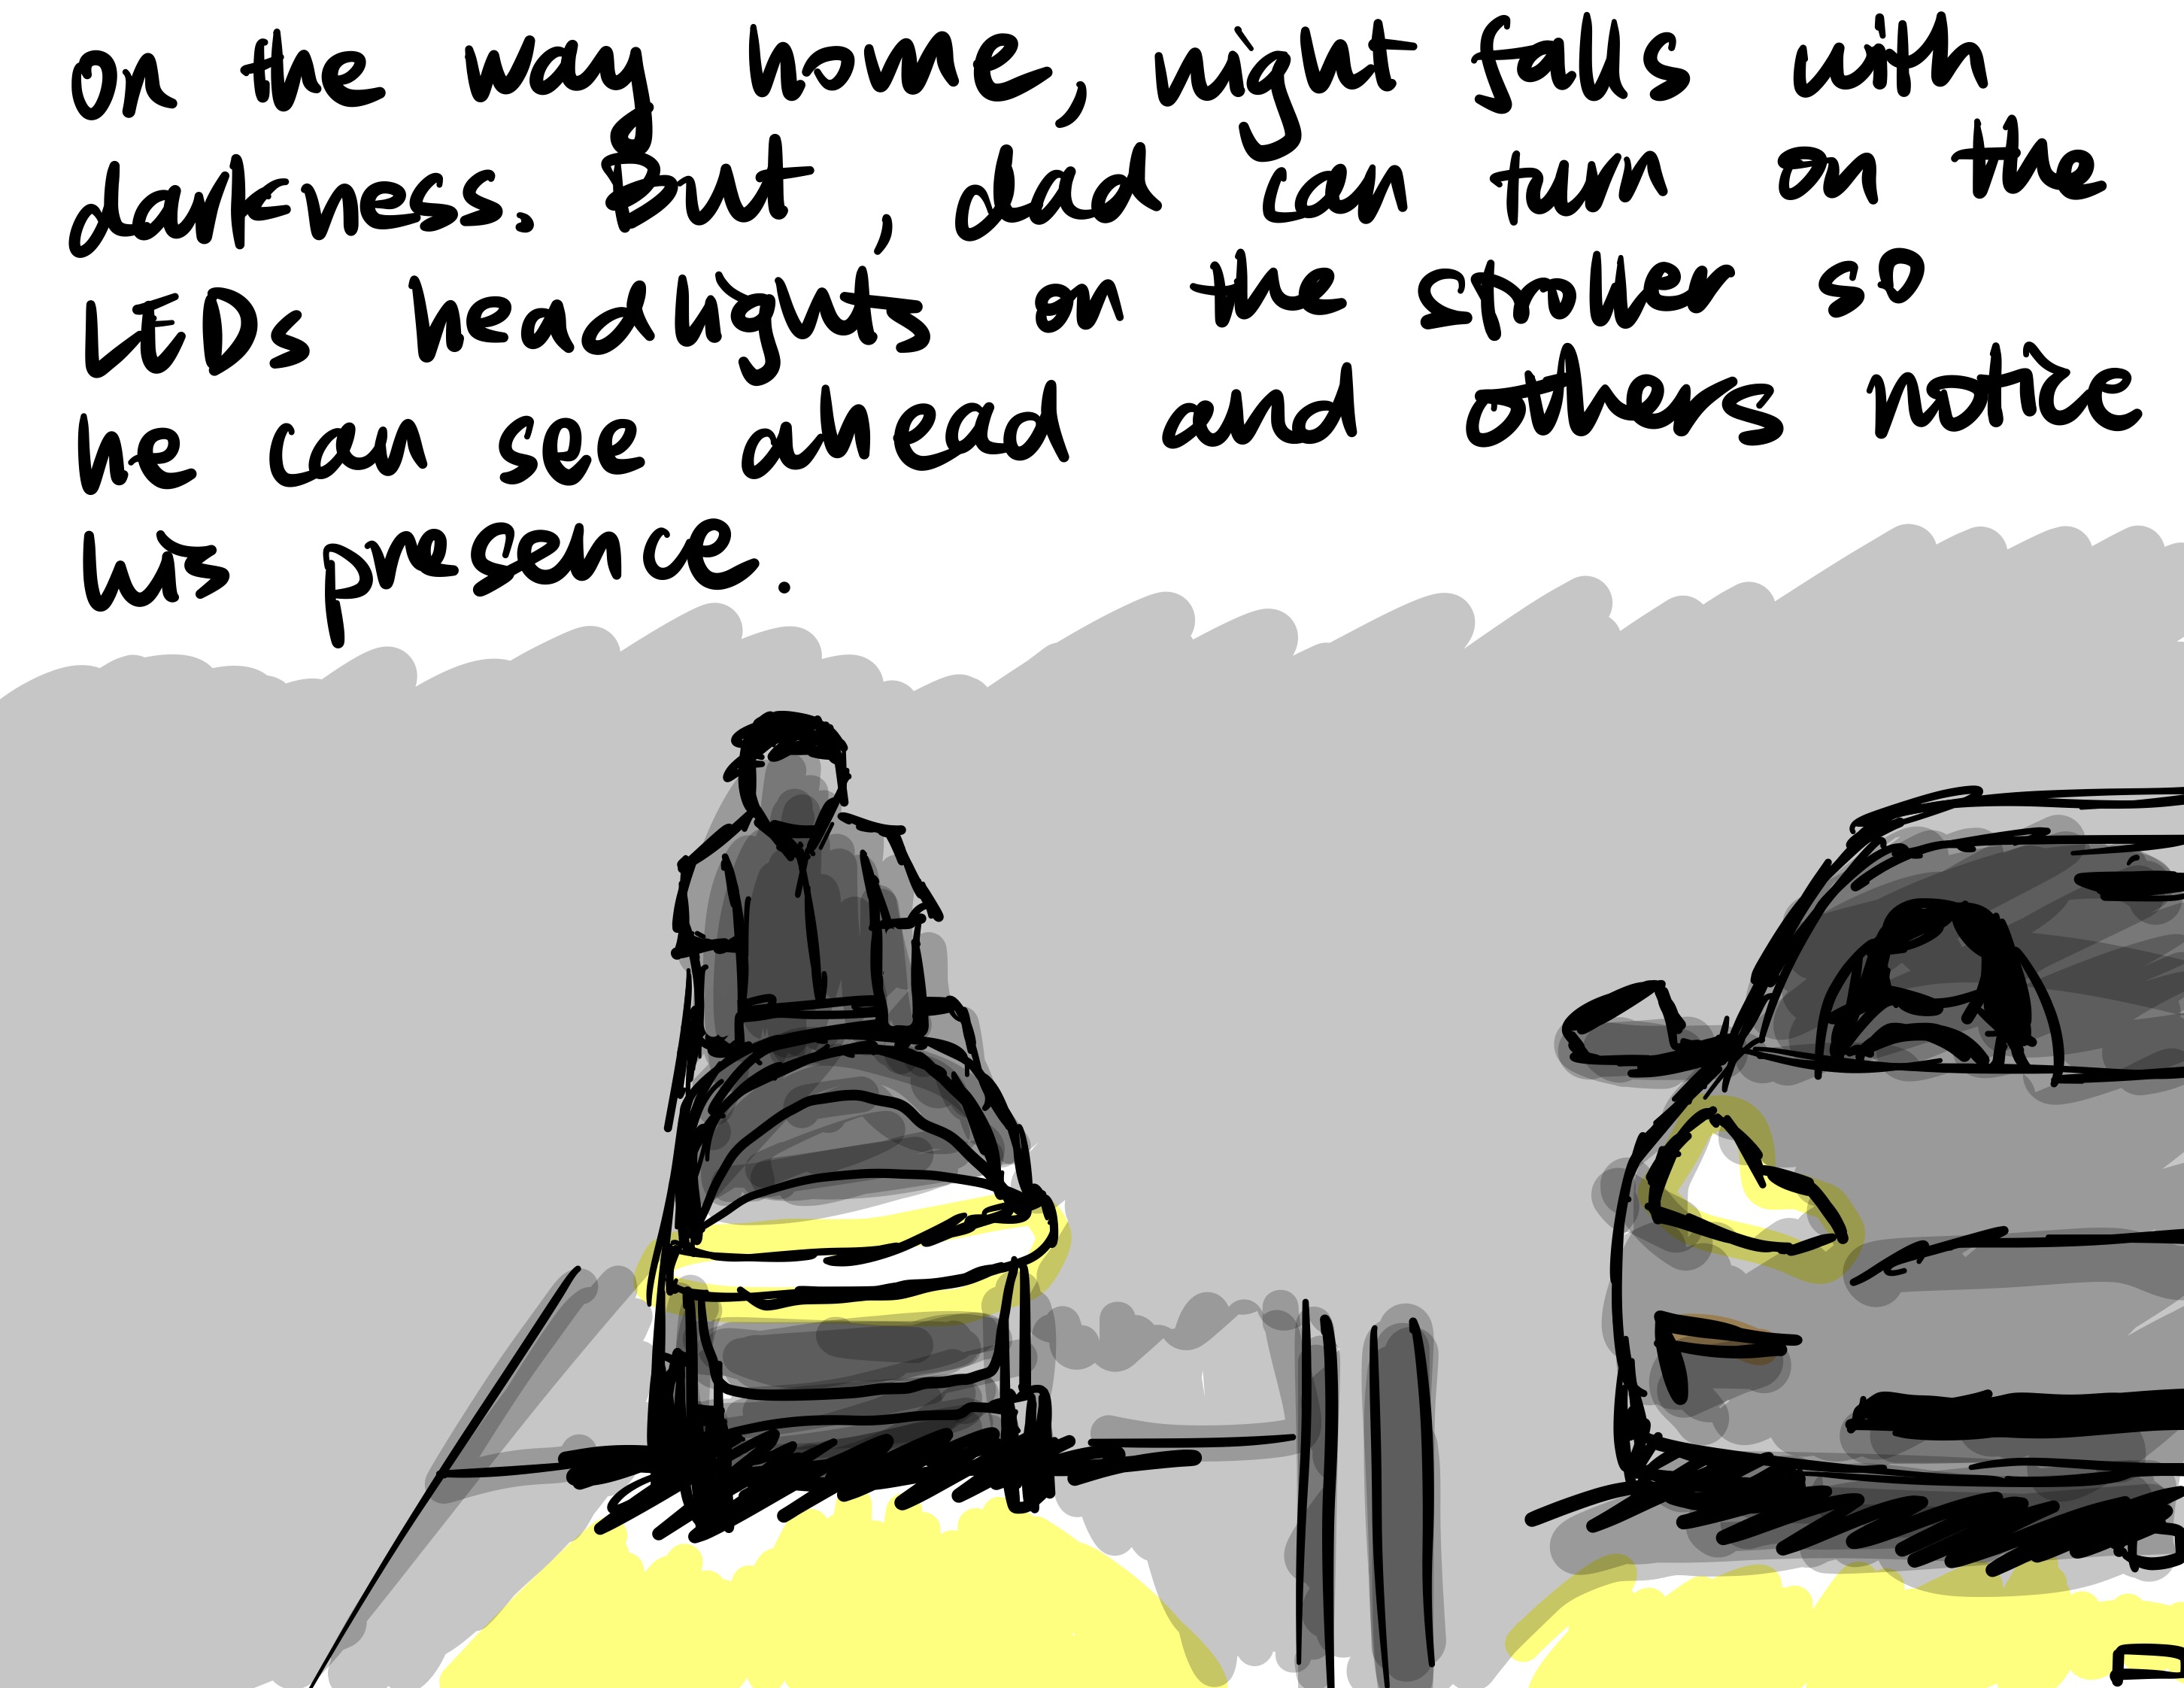 on the way home, night falls with
darkness. But, dad can turn on the
LEDs headlights on the stroller so
he can see ahead and others notice
his presence.